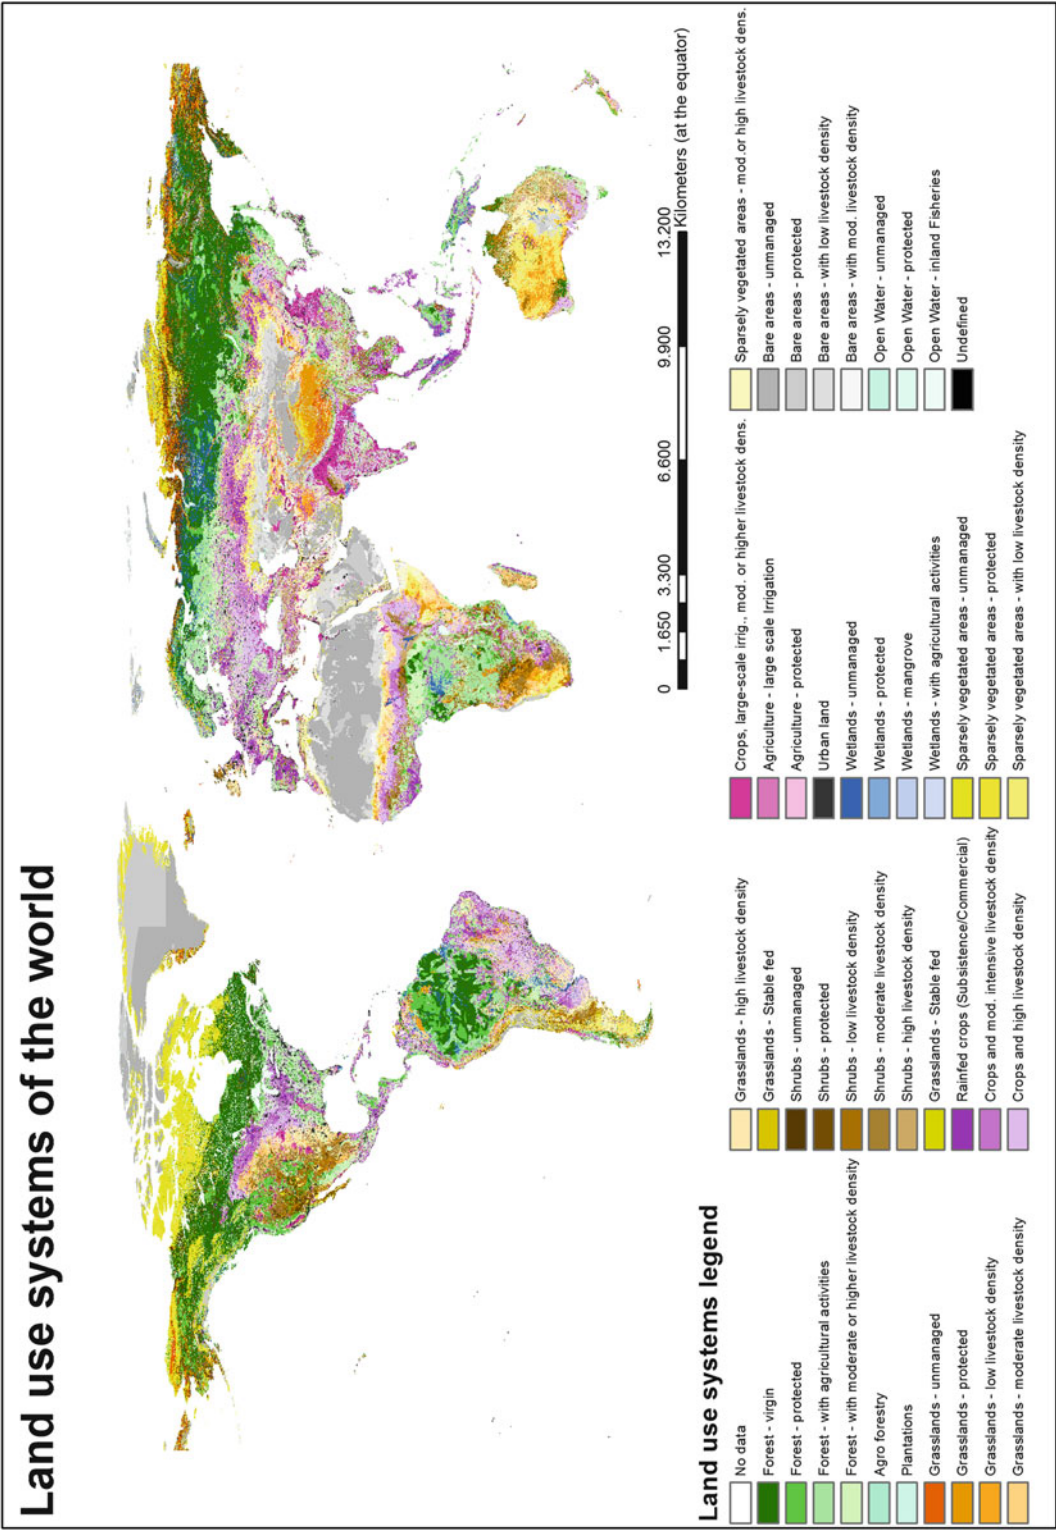 Land use systems of the world
0 1.650 3.300 6.600 9.900 13.200
Kilometers (at the equator)
Land use systems legend
No data
Forest - virgin
Forest - protected
Forest - with agricultural activities
Forest - with moderate or higher livestock density
Agro forestry
Plantations
Grasslands - unmanaged
Grasslands - protected
Grasslands - low livestock density
Grasslands - moderate livestock density
Grasslands - high livestock density
Grasslands - Stable fed
Shrubs - unmanaged
Shrubs - protected
Shrubs - low livestock density
Shrubs - moderate livestock density
Shrubs - high livestock density
Grasslands - Stable fed
Rainfed crops (Subsistence/Commercial)
Crops and mod. intensive livestock density
Crops and high livestock density
Crops, large-scale irrig., mod. or higher livestock dens.
Agriculture - large scale Irrigation
Agriculture - protected
Urban land
Wetlands - unmanaged
Wetlands - protected
Wetlands - mangrove
Wetlands - with agricultural activities
Sparsely vegetated areas - unmanaged
Sparsely vegetated areas - protected
Sparsely vegetated areas - with low livestock density
Sparsely vegetated areas - mod.or high livestock dens.
Bare areas - unmanaged
Bare areas - protected
Bare areas - with low livestock density
Bare areas - with mod. livestock density
Open Water - unmanaged
Open Water - protected
Open Water - inland Fisheries
Undefined